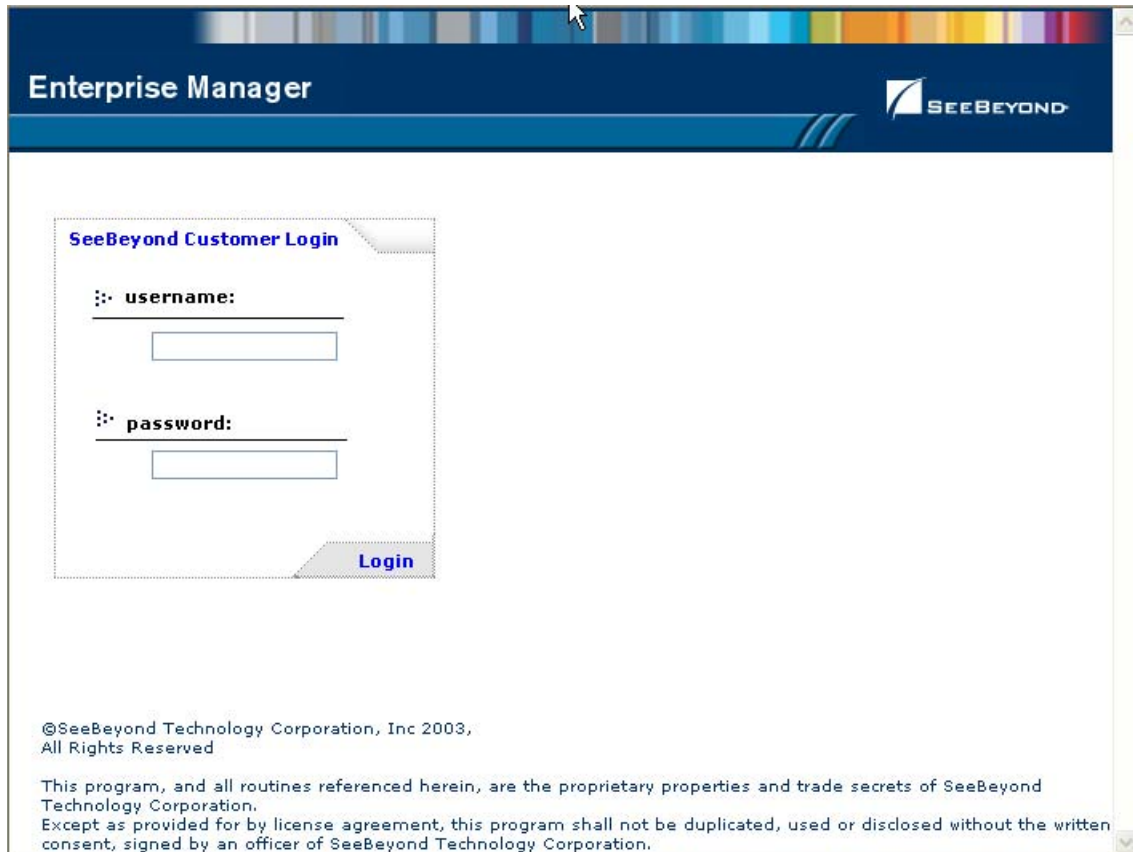 Enterprise Manager
SEEBEYOND
SeeBeyond Customer Login
username:
password:
Login
©SeeBeyond Technology Corporation, Inc 2003,
All Rights Reserved
This program, and all routines referenced herein, are the proprietary properties and trade secrets of SeeBeyond
Technology Corporation.
Except as provided for by license agreement, this program shall not be duplicated, used or disclosed without the written
consent, signed by an officer of SeeBeyond Technology Corporation.